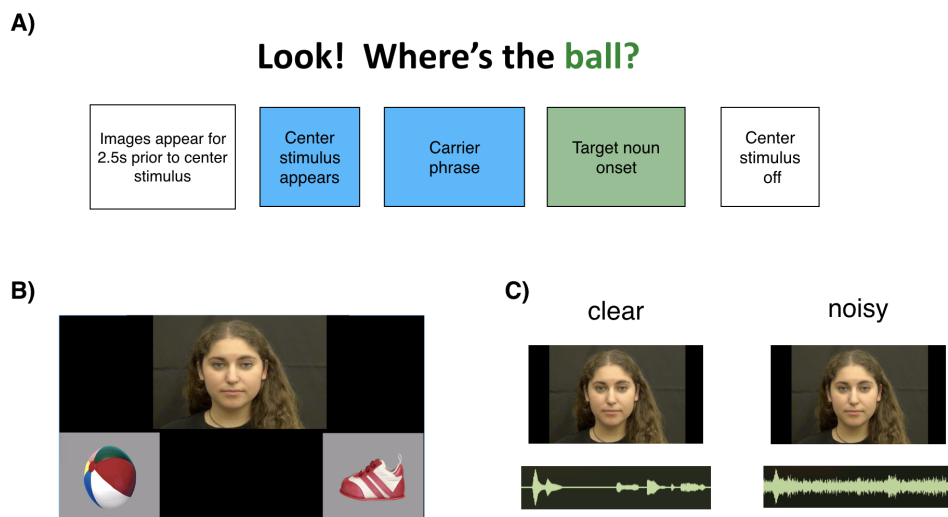 A)
Look! Where's the ball?
Images appear for
2.5s prior to center
stimulus
Center
stimulus
appears
Carrier
phrase
Target noun
onset
Center
stimulus
off
B)
C)
clear
noisy